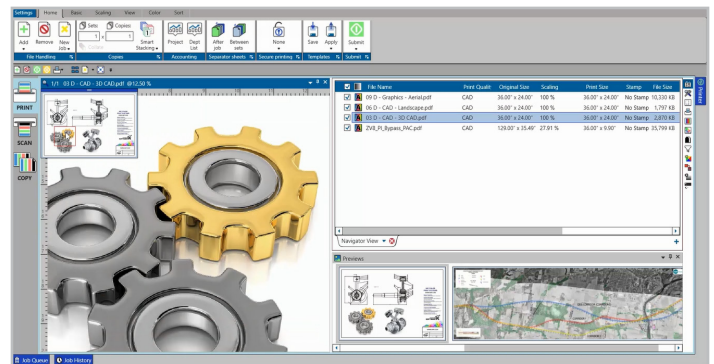 Settings Home Basic Scaling View Color Sort
Add Remove New Job Sets: Copies: Smart Stacking Project Dept List After job Between sets None Save Apply Submit
1 x 1
Collate
File Handling Copies Accounting Separator sheets Secure printing Templates Submit
PRINT
SCAN
COPY
1/1 03 D - CAD - 3D CAD.pdf @12,50 %
File Name Print Qualit Original Size Scaling Print Size Stamp File Size
09 D - Graphics - Aerial.pdf CAD 36.00" x 24.00" 100 % 36.00" x 24.00" No Stamp 10,330 KB
06 D - CAD - Landscape.pdf CAD 36.00" x 24.00" 100 % 36.00" x 24.00" No Stamp 1,797 KB
03 D - CAD - 3D CAD.pdf CAD 36.00" x 24.00" 100 % 36.00" x 24.00" No Stamp 2,870 KB
ZV8_PI_Bypass_PAC.pdf CAD 129.00" x 35.49" 27.91 % 36.00" x 9.90" No Stamp 35,799 KB
Printer
Navigator View
Previews
Job Queue Job History